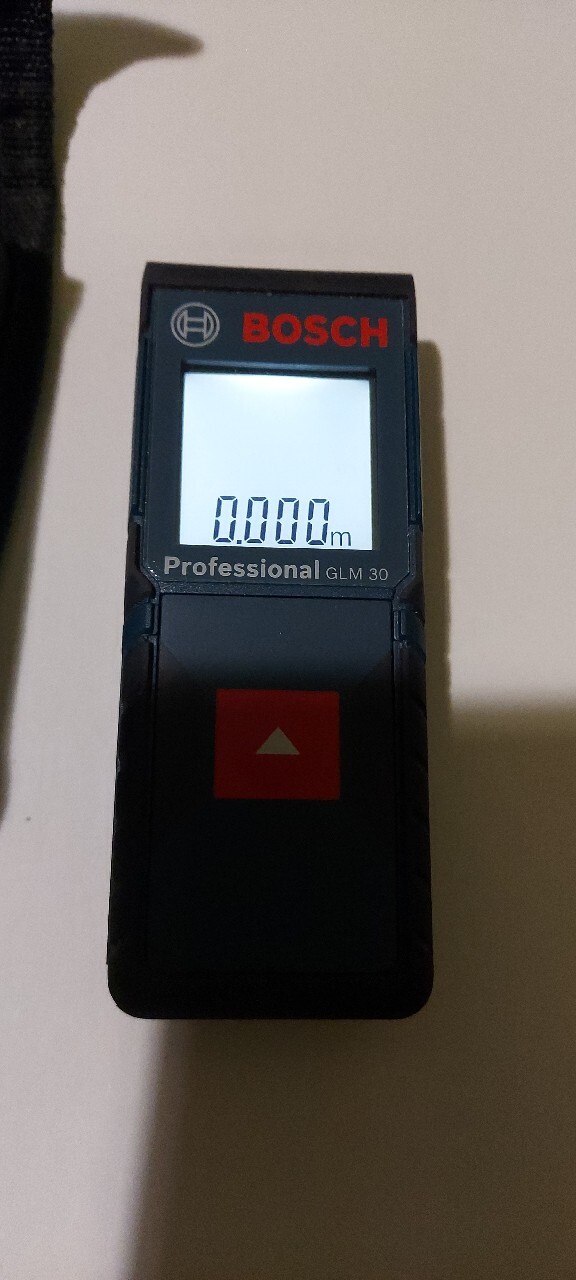 BOSCH
0.000m
Professional GLM 30